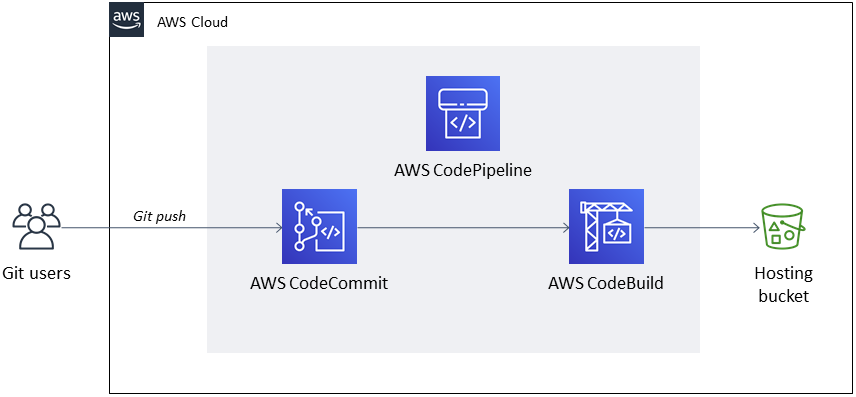 aws
AWS Cloud
</>
AWS CodePipeline
Git push
</>
</>
Git users
AWS CodeCommit
AWS CodeBuild
Hosting
bucket